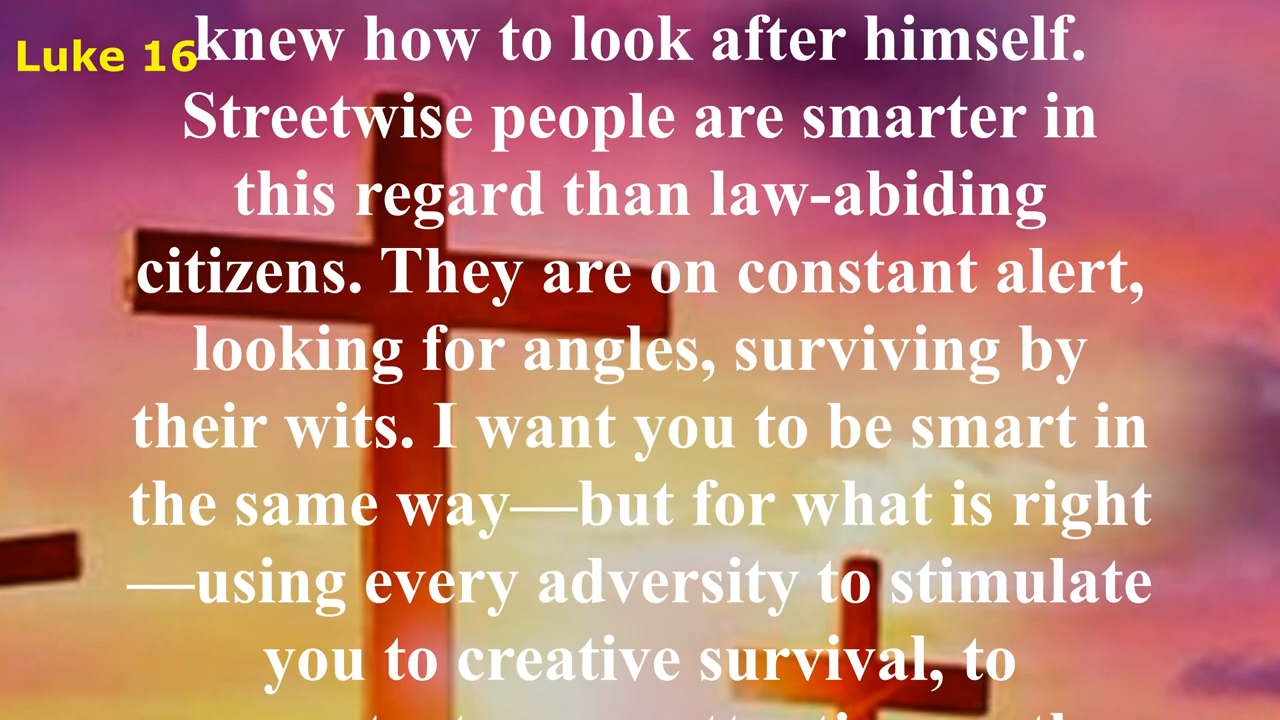 Luke 16
knew how to look after himself.
Streetwise people are smarter in
this regard than law-abiding
citizens. They are on constant alert,
looking for angles, surviving by
their wits. I want you to be smart in
the same way—but for what is right
—using every adversity to stimulate
you to creative survival, to